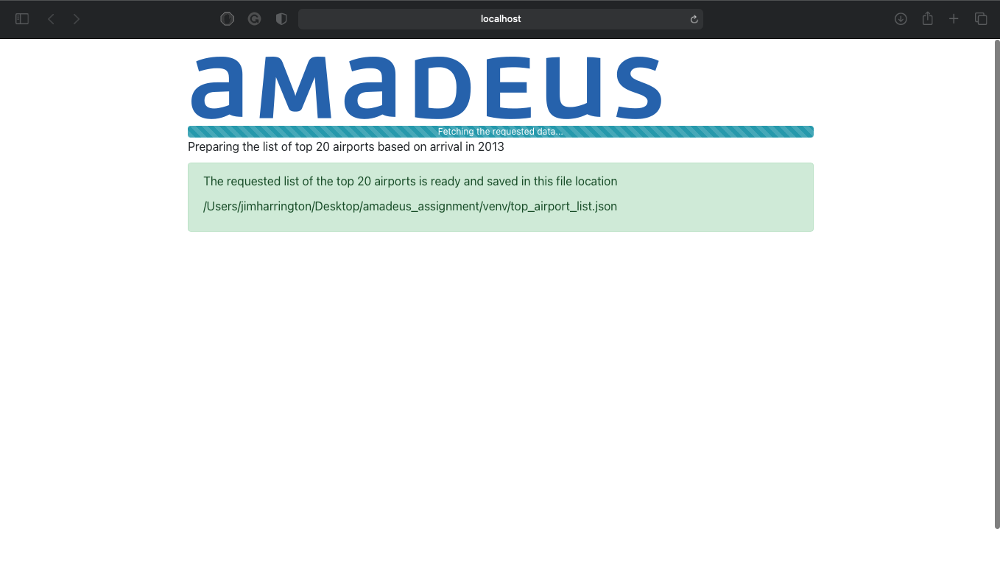 localhost
aMaDEUS
Fetching the requested data...
Preparing the list of top 20 airports based on arrival in 2013
The requested list of the top 20 airports is ready and saved in this file location
/Users/jimharrington/Desktop/amadeus_assignment/venv/top_airport_list.json